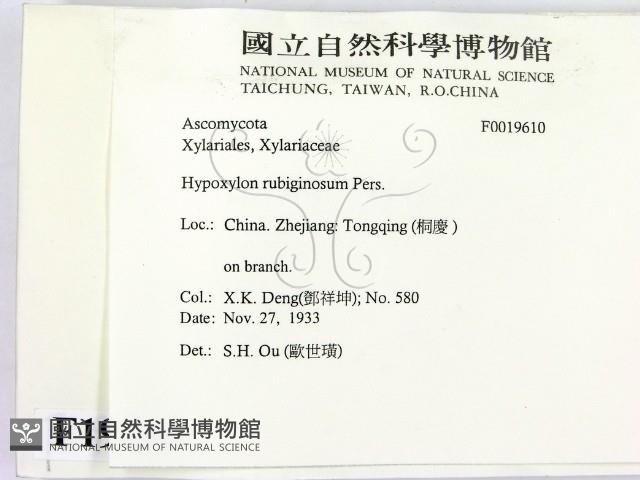 國立自然科學博物館
NATIONAL MUSEUM OF NATURAL SCIENCE
TAICHUNG, TAIWAN, R.O.CHINA
Ascomycota F0019610
Xylariales, Xylariaceae
Hypoxylon rubiginosum Pers.
Loc.: China. Zhejiang: Tongqing (桐慶)
on branch.
Col.: X.K. Deng(鄧祥坤); No. 580
Date: Nov. 27, 1933
Det.: S.H. Ou (歐世璜)
國立自然科學博物館
NATIONAL MUSEUM OF NATURAL SCIENCE